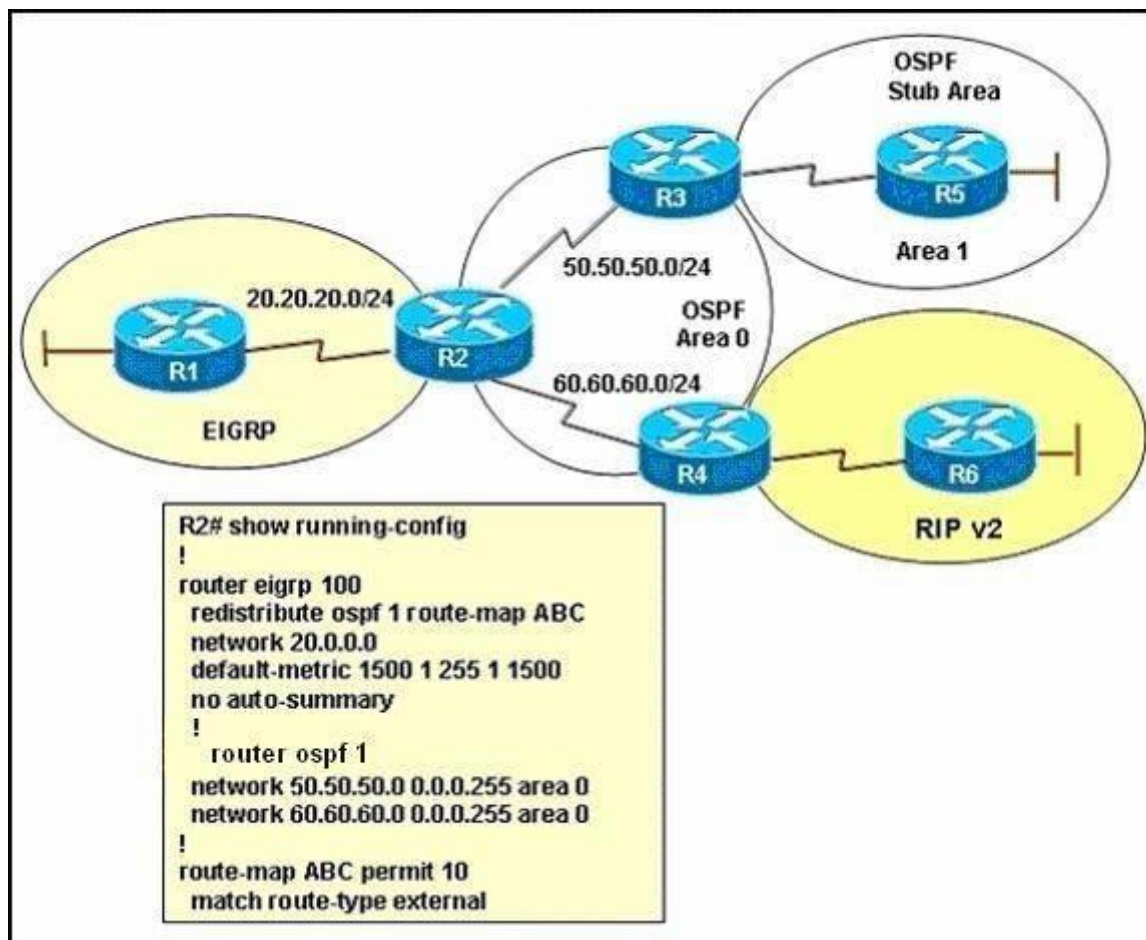 OSPF
Stub Area
R3
R5
50.50.50.0/24
Area 1
20.20.20.0/24
OSPF
Area 0
R1
R2
60.60.60.0/24
EIGRP
R4
R6
RIP v2
R2# show running-config
!
router eigrp 100
redistribute ospf 1 route-map ABC
network 20.0.0.0
default-metric 1500 1 255 1 1500
no auto-summary
!
router ospf 1
network 50.50.50.0 0.0.0.255 area 0
network 60.60.60.0 0.0.0.255 area 0
!
route-map ABC permit 10
match route-type external